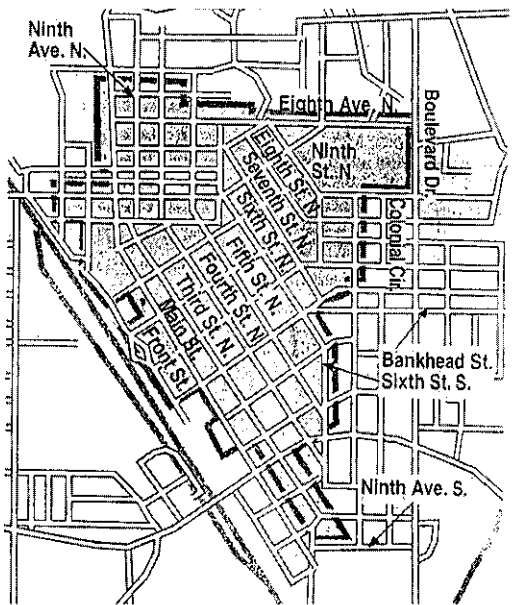 Ninth
Ave. N.
Eighth Ave. N.
Boulevard Dr.
Ninth
St. N.
Eighth St. N.
Seventh St. N.
Sixth St. N.
Fifth St. N.
Fourth St. N.
Third St. N.
Main St.
Front St.
Colonial Cir.
Bankhead St.
Sixth St. S.
Ninth Ave. S.